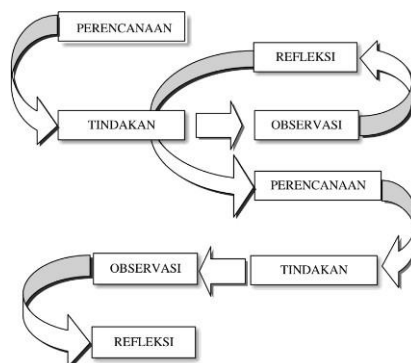 PERENCANAAN
REFLEKSI
TINDAKAN
OBSERVASI
PERENCANAAN
OBSERVASI
TINDAKAN
REFLEKSI